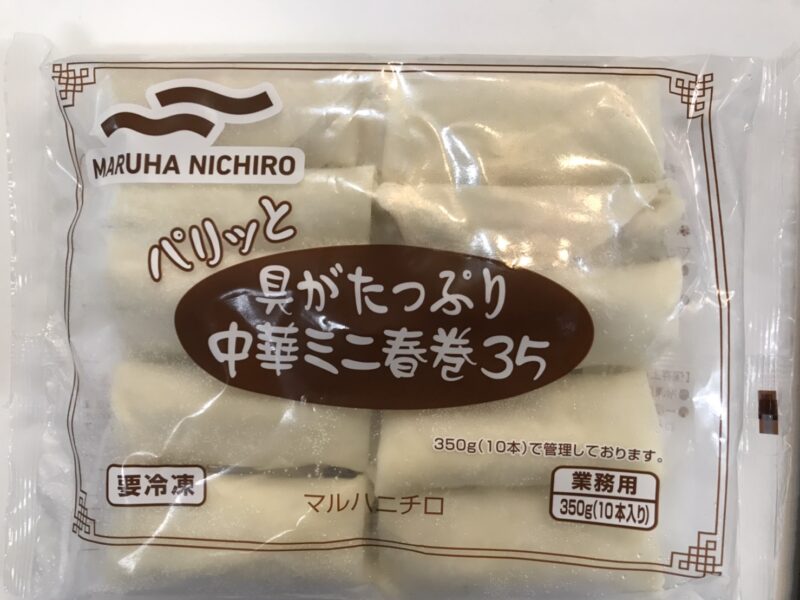 MARUHA NICHIRO
パリッと
具がたっぷり
中華ミニ春巻35
350g(10本)で管理しております。
要冷凍
マルハニチロ
業務用
350g(10本入り)